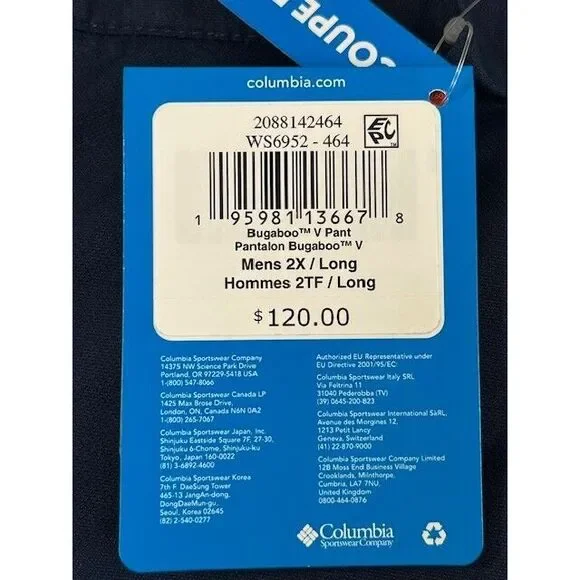 COUPE
columbia.com
2088142464
WS6952 - 464
EPC™
1 95981 13667 8
Bugaboo™ V Pant
Pantalon Bugaboo™ V
Mens 2X / Long
Hommes 2TF / Long
$120.00
Columbia Sportswear Company
14375 NW Science Park Drive
Portland, OR 97229-5418 USA
1-(800) 547-8066
Columbia Sportswear Canada LP
1425 Max Brose Drive,
London, ON, Canada N6N 0A2
1-(800) 265-7067
Columbia Sportswear Japan, Inc.
Shinjuku Eastside Square 7F, 27-30,
Shinjuku 6-Chome, Shinjuku-ku
Tokyo, Japan 160-0022
(81) 3-6892-4600
Columbia Sportswear Korea
7th F. DaeSung Tower
465-13 JangAn-dong,
DongDaeMun-gu,
Seoul, Korea 02645
(82) 2-540-0277
Authorized EU Representative under
EU Directive 2001/95/EC:
Columbia Sportswear Italy SRL
Via Feltrina 11
31040 Pederobba (TV)
(39) 0645-200-823
Columbia Sportswear International SàRL,
Avenue des Morgines 12,
1213 Petit Lancy
Geneva, Switzerland
(41) 22-870-9000
Columbia Sportswear Company Limited
12B Moss End Business Village
Crooklands, Milnthorpe,
Cumbria, LA7 7NU,
United Kingdom
0800-464-0876
Columbia
Sportswear Company